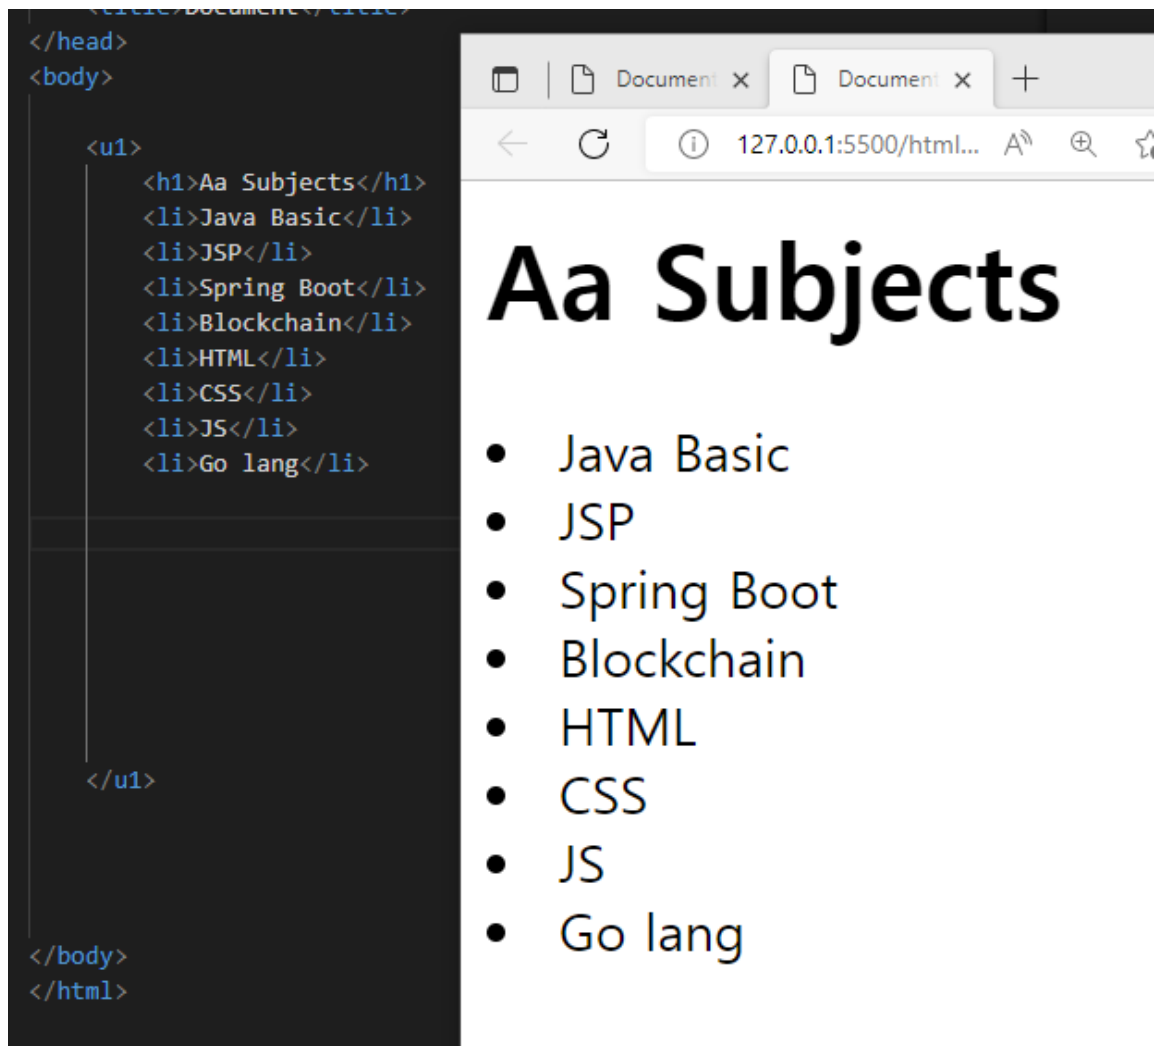 <title>Document</title>
</head>
<body>
<u1>
<h1>Aa Subjects</h1>
<li>Java Basic</li>
<li>JSP</li>
<li>Spring Boot</li>
<li>Blockchain</li>
<li>HTML</li>
<li>CSS</li>
<li>JS</li>
<li>Go lang</li>
</u1>
</body>
</html>
Document
Document
127.0.0.1:5500/html...
Aa Subjects
• Java Basic
• JSP
• Spring Boot
• Blockchain
• HTML
• CSS
• JS
• Go lang